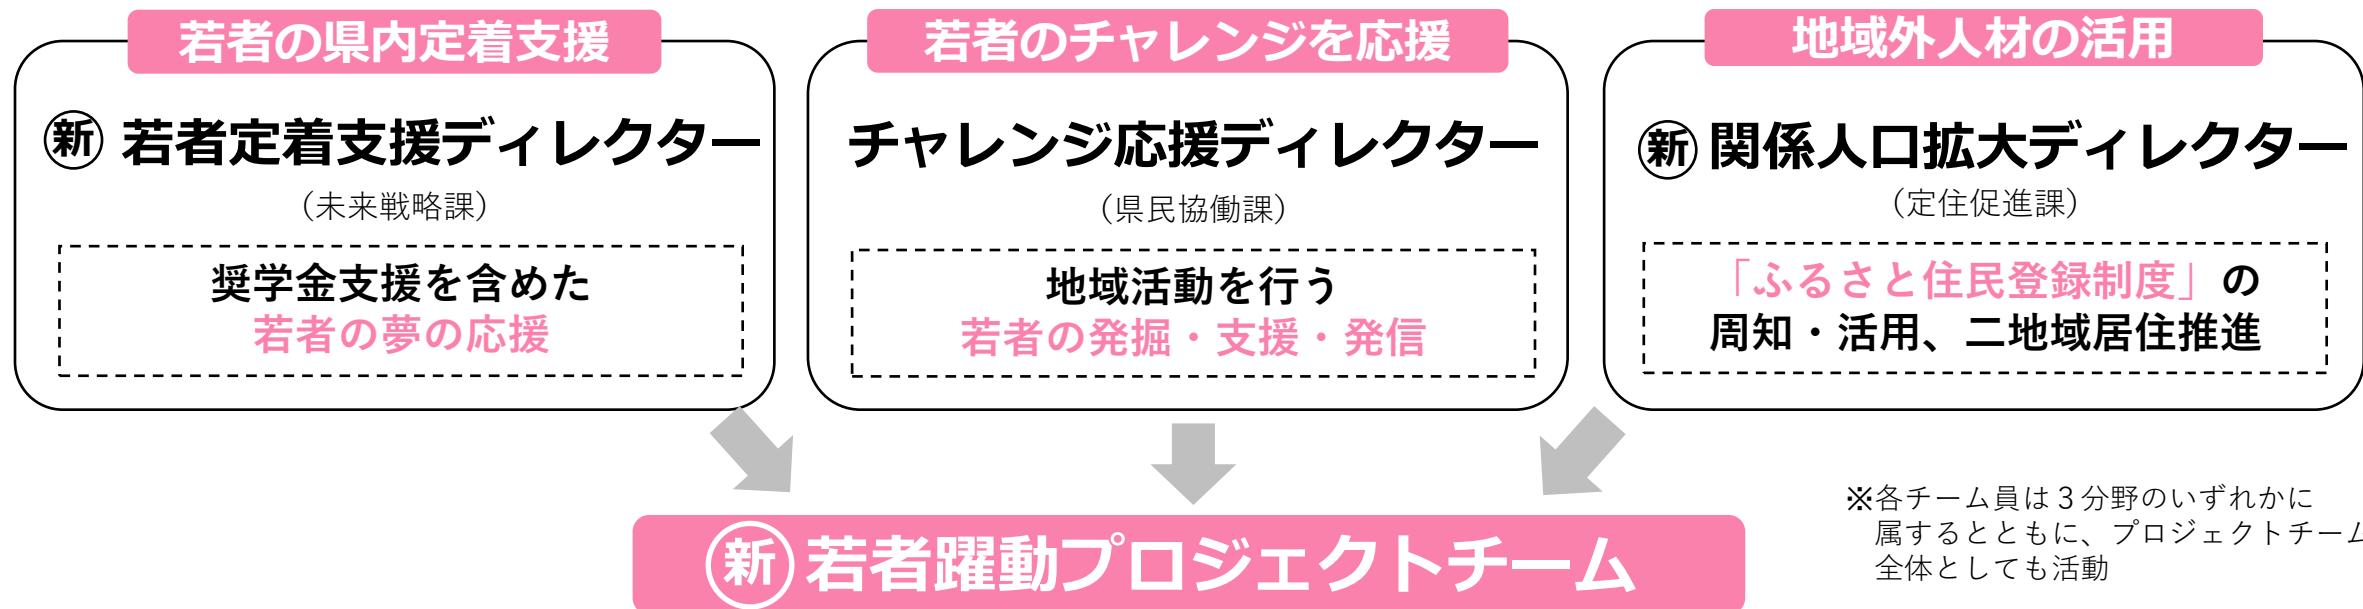 若者の県内定着支援
㊟新 若者定着支援ディレクター
（未来戦略課）
奨学金支援を含めた
若者の夢の応援
若者のチャレンジを応援
チャレンジ応援ディレクター
（県民協働課）
地域活動を行う
若者の発掘・支援・発信
地域外人材の活用
新 関係人口拡大ディレクター
（定住促進課）
「ふるさと住民登録制度」の
周知・活用、二地域居住推進
新 若者躍動プロジェクトチーム
※各チーム員は３分野のいずれかに
属するとともに、プロジェクトチーム
全体としても活動